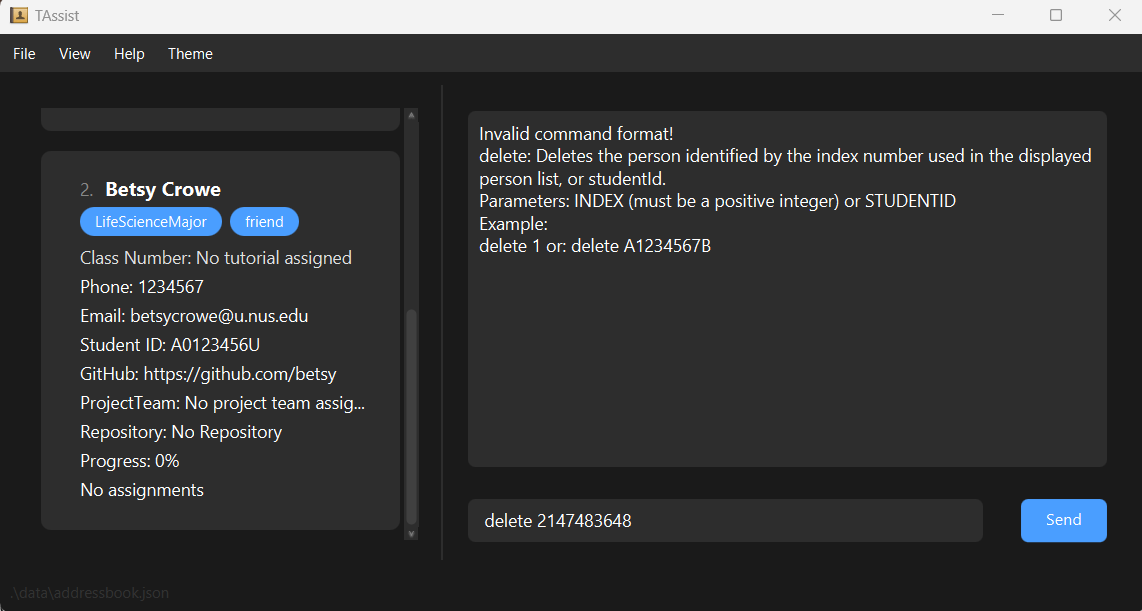 TAssist
File View Help Theme
2. Betsy Crowe
LifeScienceMajor friend
Class Number: No tutorial assigned
Phone: 1234567
Email: betsycrowe@u.nus.edu
Student ID: A0123456U
GitHub: https://github.com/betsy
ProjectTeam: No project team assig...
Repository: No Repository
Progress: 0%
No assignments
Invalid command format!
delete: Deletes the person identified by the index number used in the displayed
person list, or studentId.
Parameters: INDEX (must be a positive integer) or STUDENTID
Example:
delete 1 or: delete A1234567B
delete 2147483648
Send
.\data\addressbook.json